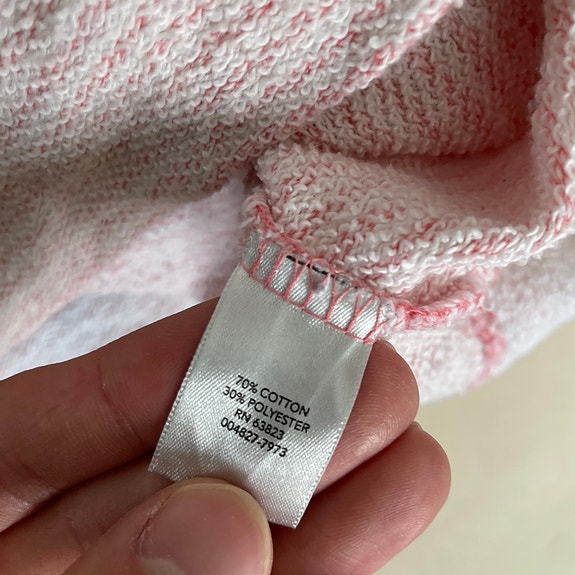 70% COTTON
30% POLYESTER
RN 63823
004827-7973